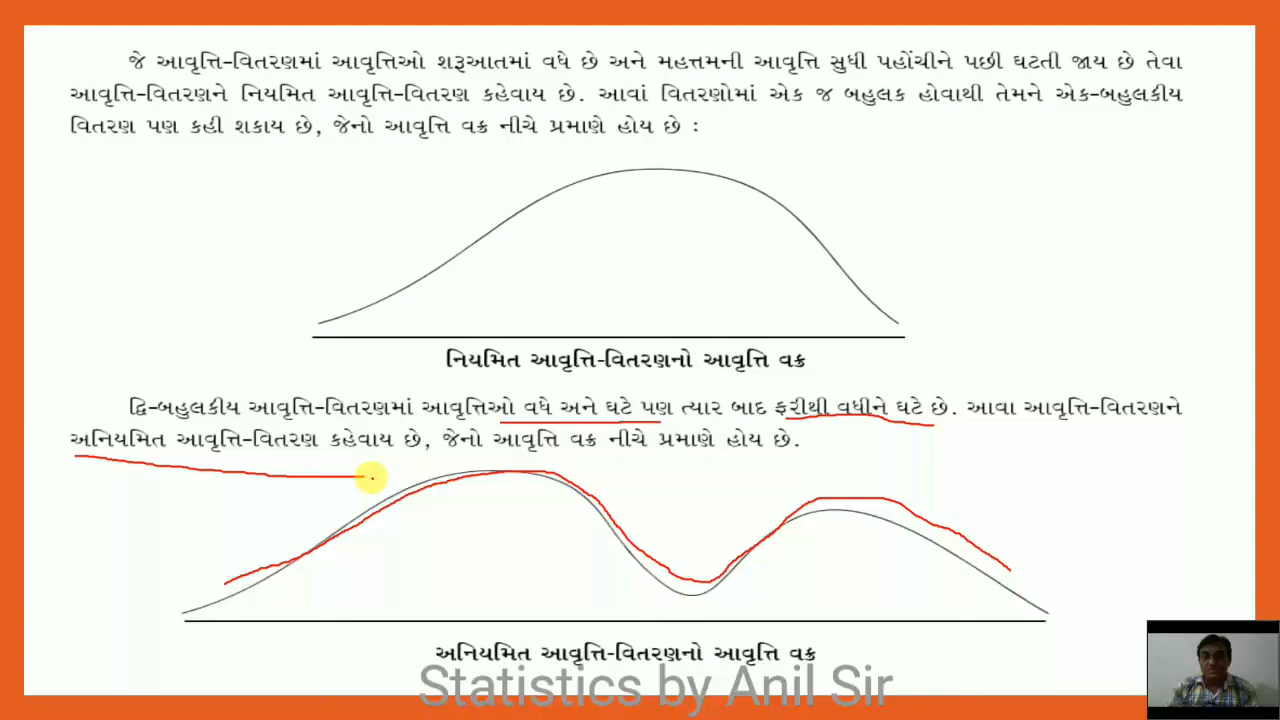 જે આવૃત્તિ-વિતરણમાં આવૃત્તિઓ શરૂઆતમાં વધે છે અને મહત્તમની આવૃત્તિ સુધી પહોંચીને પછી ઘટતી જાય છે તેવા
આવૃત્તિ-વિતરણને નિયમિત આવૃત્તિ-વિતરણ કહેવાય છે. આવાં વિતરણોમાં એક જ બહુલક હોવાથી તેમને એક-બહુલકીય
વિતરણ પણ કહી શકાય છે, જેનો આવૃત્તિ વક્ર નીચે પ્રમાણે હોય છે :
નિયમિત આવૃત્તિ-વિતરણનો આવૃત્તિ વક્ર
દ્વિ-બહુલકીય આવૃત્તિ-વિતરણમાં આવૃત્તિઓ વધે અને ઘટે પણ ત્યાર બાદ ફરીથી વધીને ઘટે છે. આવા આવૃત્તિ-વિતરણને
અનિયમિત આવૃત્તિ-વિતરણ કહેવાય છે, જેનો આવૃત્તિ વક્ર નીચે પ્રમાણે હોય છે.
અનિયમિત આવૃત્તિ-વિતરણનો આવૃત્તિ વક્ર
Statistics by Anil Sir